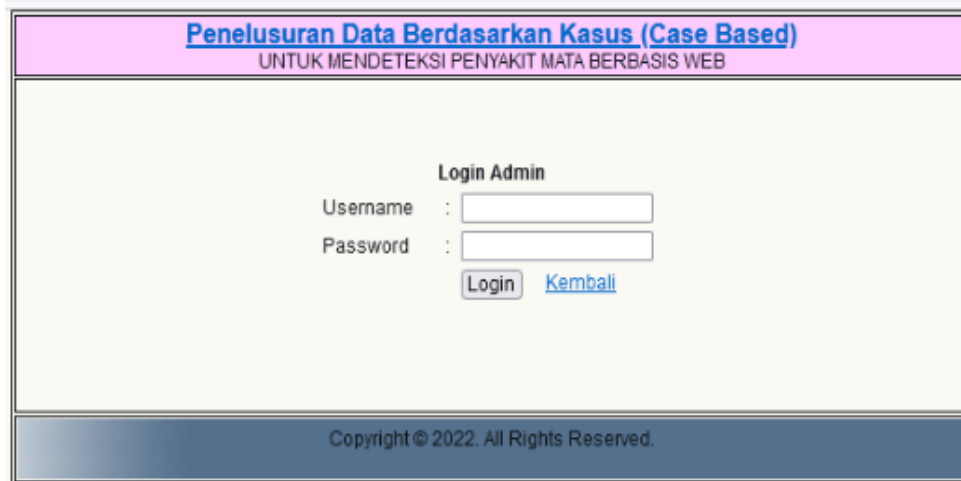 Penelusuran Data Berdasarkan Kasus (Case Based)
UNTUK MENDETEKSI PENYAKIT MATA BERBASIS WEB
Login Admin
Username :
Password :
Login Kembali
Copyright © 2022. All Rights Reserved.